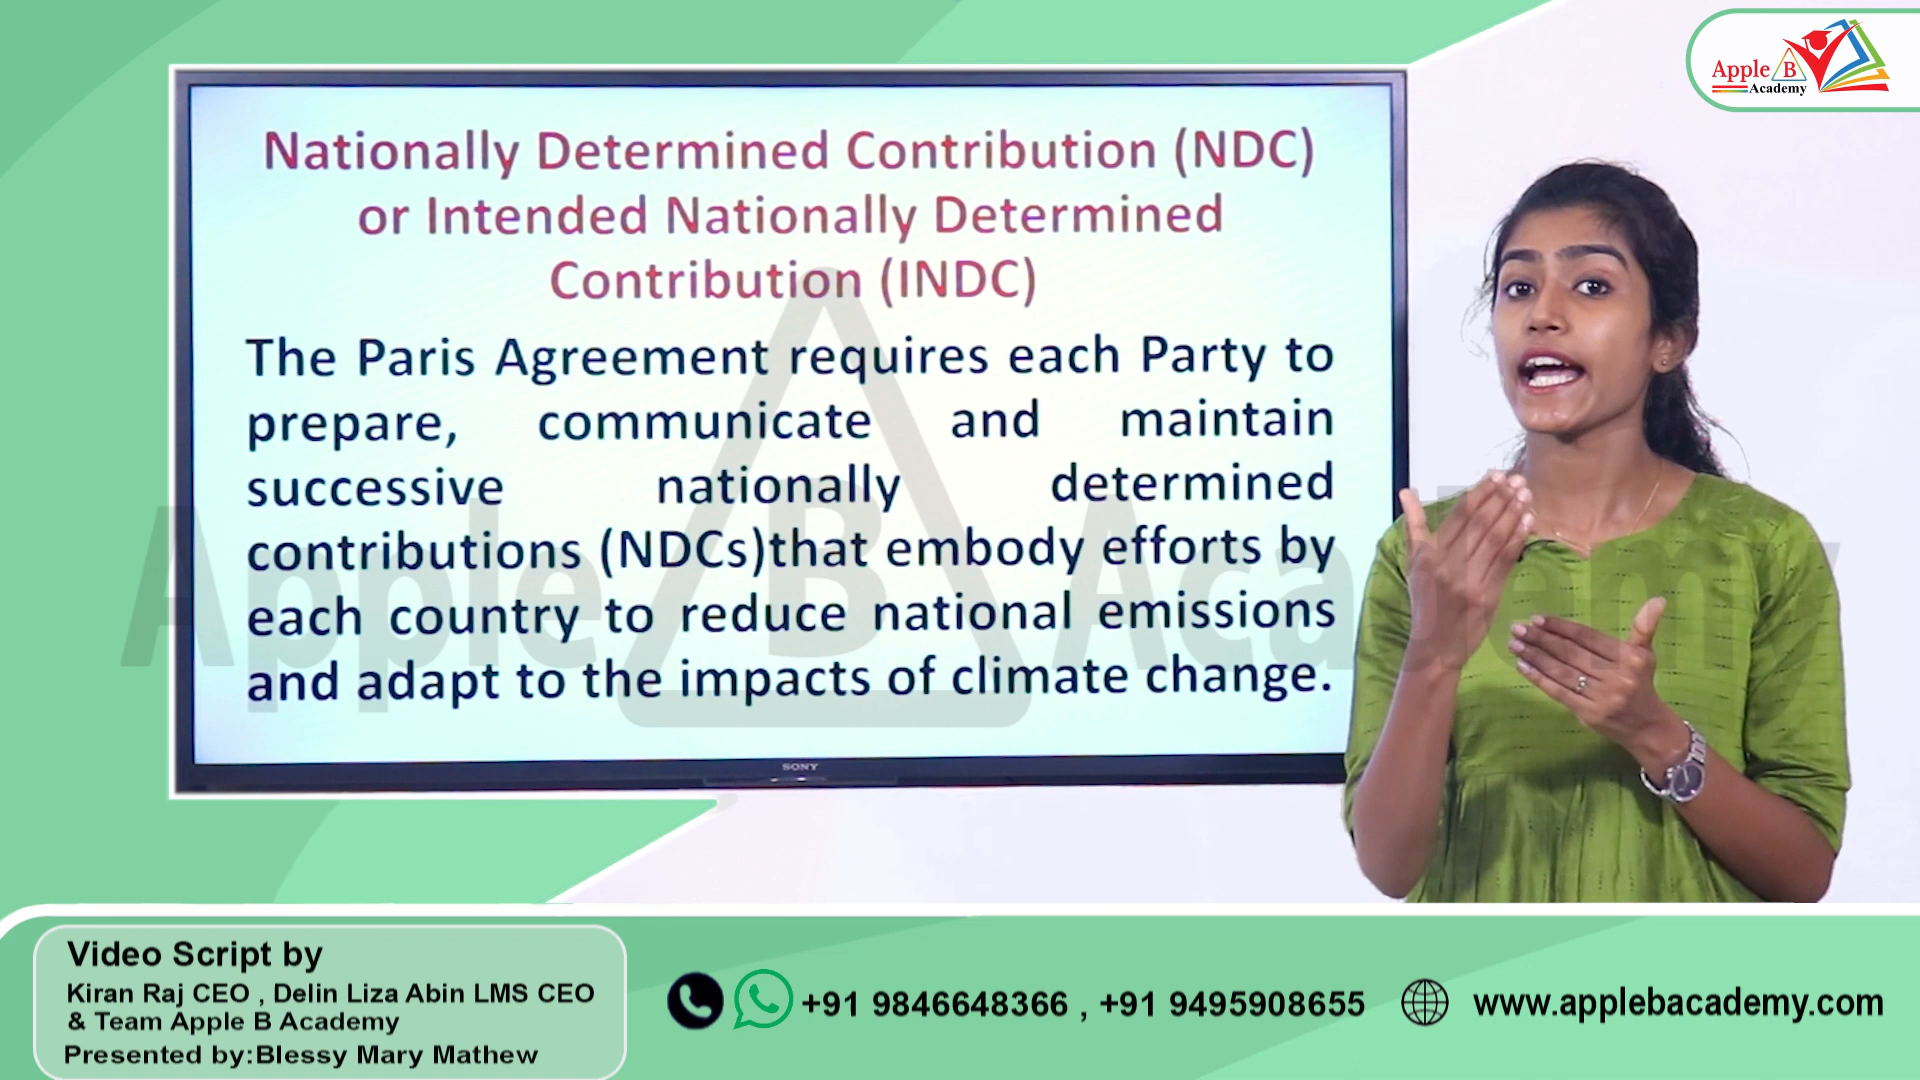 Apple B
Academy
Nationally Determined Contribution (NDC)
or Intended Nationally Determined
Contribution (INDC)
The Paris Agreement requires each Party to
prepare, communicate and maintain
successive nationally determined
contributions (NDCs)that embody efforts by
each country to reduce national emissions
and adapt to the impacts of climate change.
Apple B Academy
SONY
Video Script by
Kiran Raj CEO , Delin Liza Abin LMS CEO
& Team Apple B Academy
Presented by:Blessy Mary Mathew
+91 9846648366 , +91 9495908655
www.applebacademy.com